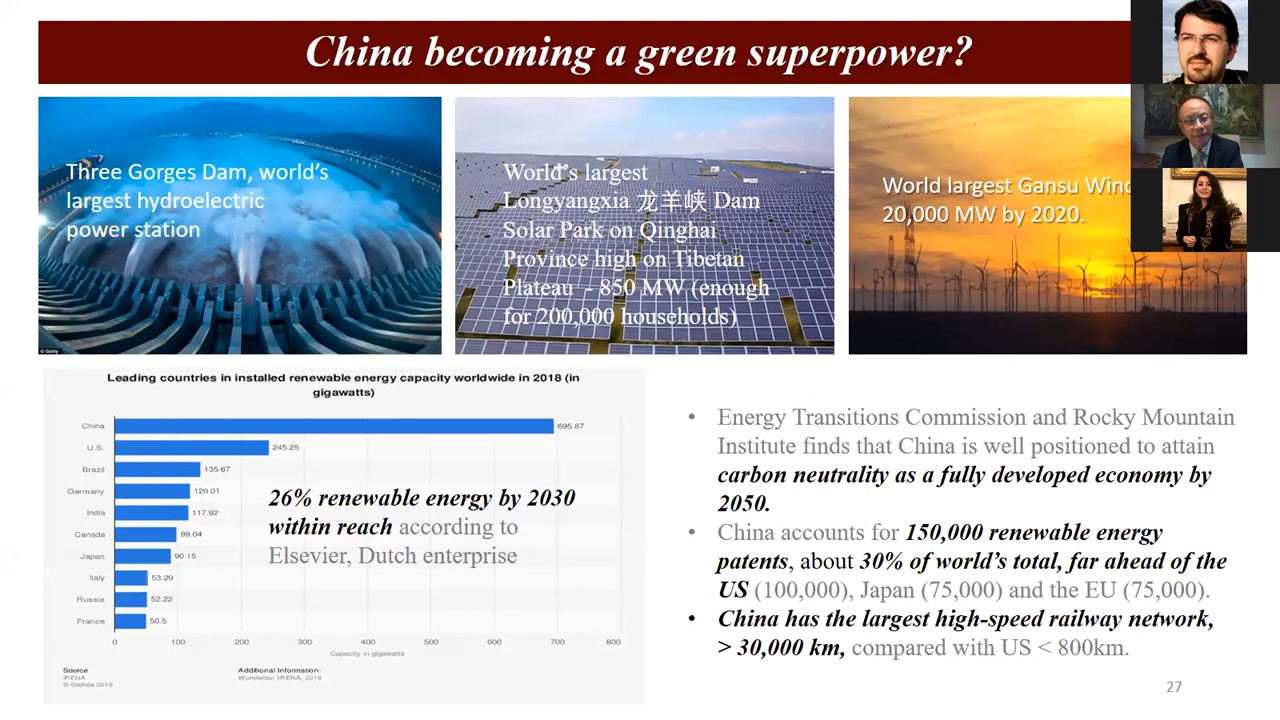 China becoming a green superpower?
Three Gorges Dam, world's
largest hydroelectric
power station
© Getty
World's largest
Longyangxia 龙羊峡 Dam
Solar Park on Qinghai
Province high on Tibetan
Plateau - 850 MW (enough
for 200,000 households)
World largest Gansu Wind
20,000 MW by 2020.
Leading countries in installed renewable energy capacity worldwide in 2018 (in
gigawatts)
China 695.87
U.S. 245.25
Brazil 135.67
Germany 120.01
India 117.92
Canada 99.04
Japan 90.15
Italy 53.29
Russia 52.22
France 50.5
0 100 200 300 400 500 600 700 800
Capacity in gigawatts
26% renewable energy by 2030
within reach according to
Elsevier, Dutch enterprise
Source
IRENA
© Statista 2019
Additional Information:
Worldwide; IRENA, 2018
• Energy Transitions Commission and Rocky Mountain
Institute finds that China is well positioned to attain
carbon neutrality as a fully developed economy by
2050.
• China accounts for 150,000 renewable energy
patents, about 30% of world's total, far ahead of the
US (100,000), Japan (75,000) and the EU (75,000).
• China has the largest high-speed railway network,
> 30,000 km, compared with US < 800km.
27